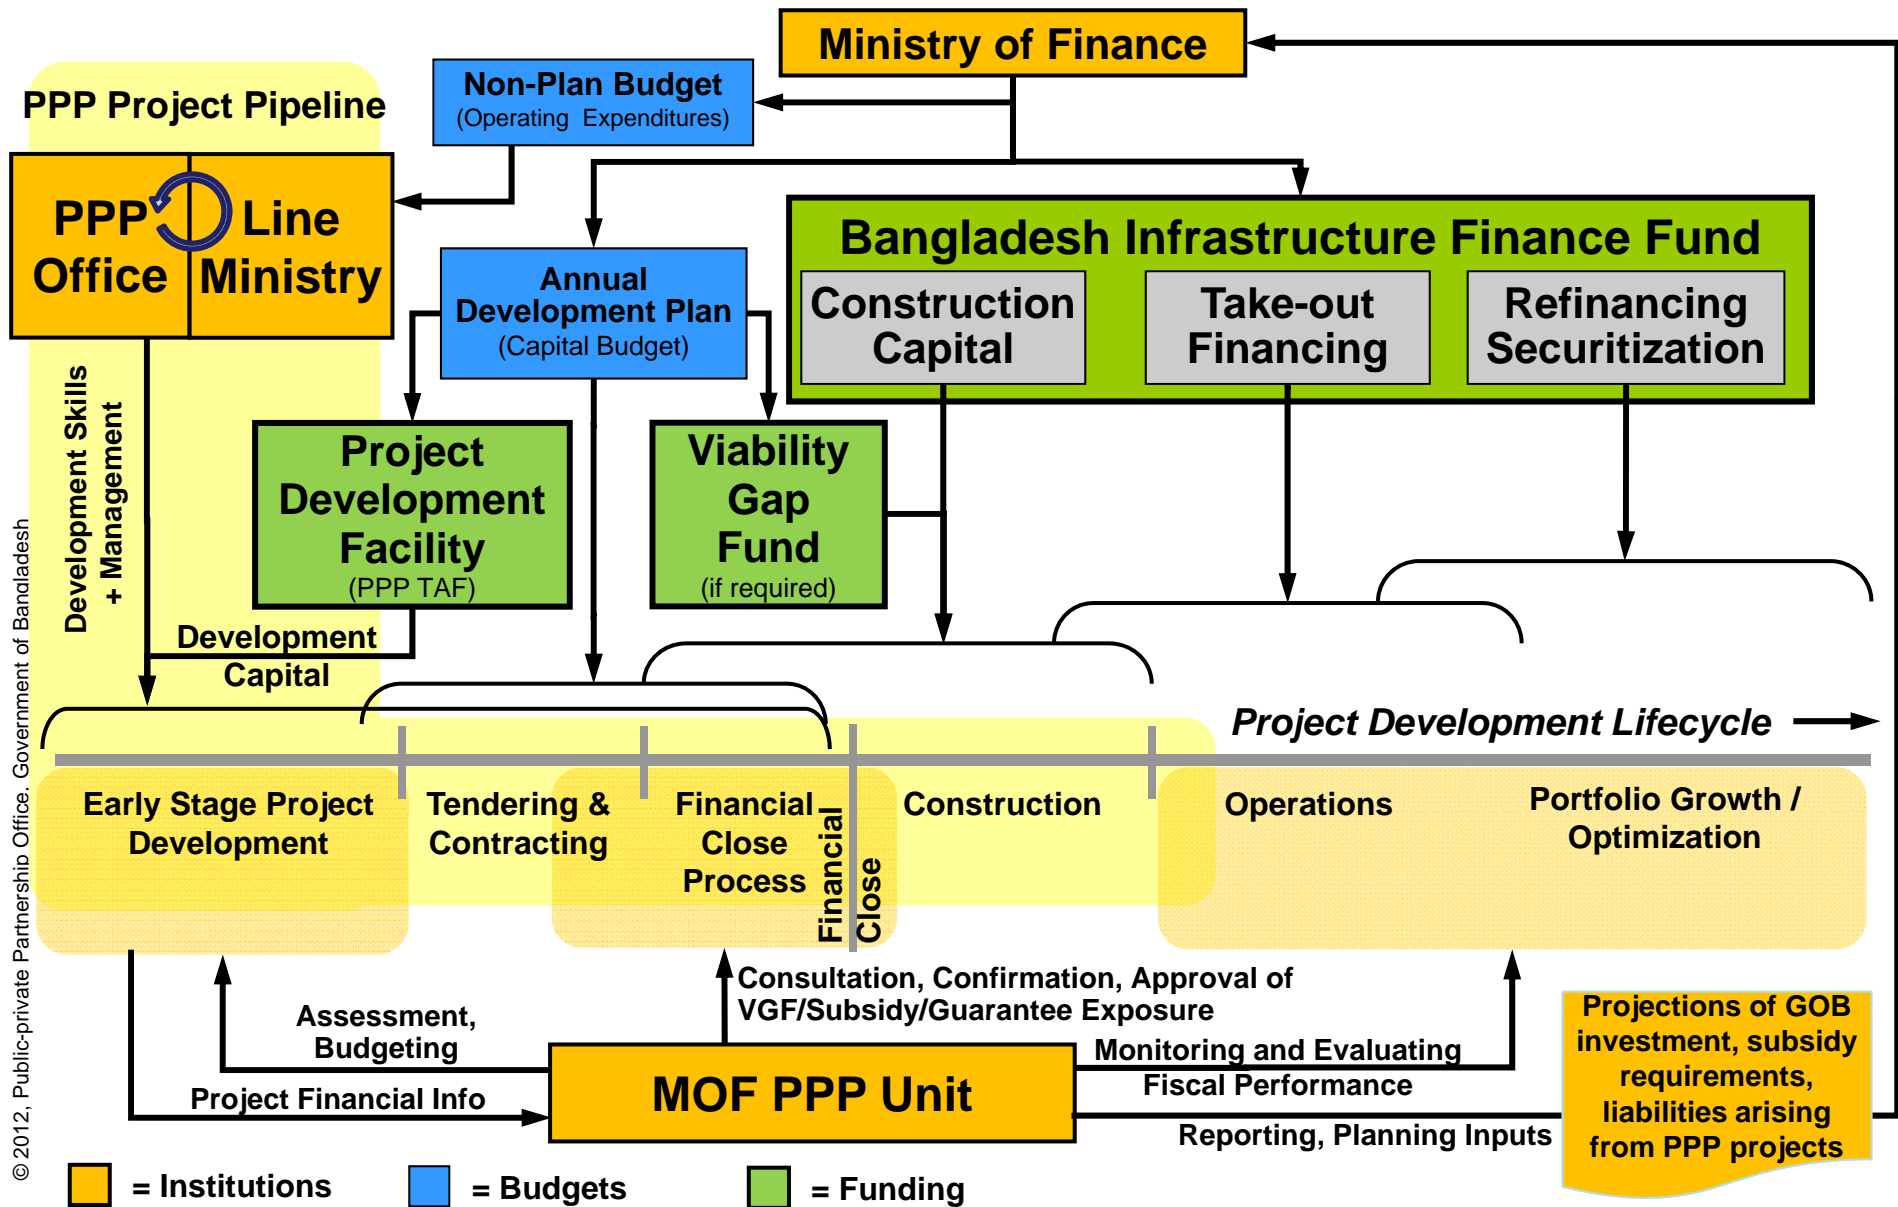 Ministry of Finance
Non-Plan Budget
(Operating Expenditures)
PPP Project Pipeline
PPP
Office
Line
Ministry
Annual
Development Plan
(Capital Budget)
Bangladesh Infrastructure Finance Fund
Construction
Capital
Take-out
Financing
Refinancing
Securitization
Development Skills
+ Management
Project
Development
Facility
(PPP TAF)
Viability
Gap
Fund
(if required)
Development
Capital
Project Development Lifecycle
Early Stage Project
Development
Tendering &
Contracting
Financial
Close
Process
Financial
Close
Construction
Operations
Portfolio Growth /
Optimization
Assessment,
Budgeting
Project Financial Info
Consultation, Confirmation, Approval of
VGF/Subsidy/Guarantee Exposure
MOF PPP Unit
Monitoring and Evaluating
Fiscal Performance
Reporting, Planning Inputs
Projections of GOB
investment, subsidy
requirements,
liabilities arising
from PPP projects
= Institutions
= Budgets
= Funding
© 2012, Public-private Partnership Office, Government of Bangladesh